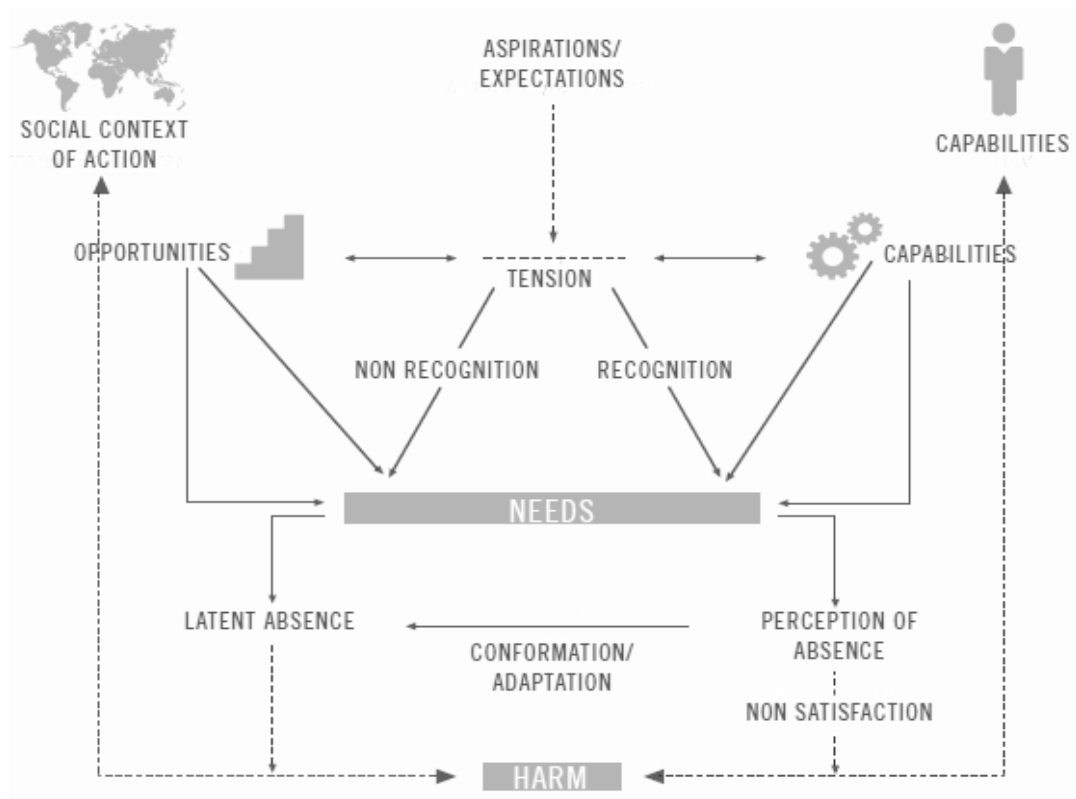 ASPIRATIONS/
EXPECTATIONS
SOCIAL CONTEXT
OF ACTION
CAPABILITIES
OPPORTUNITIES
TENSION
CAPABILITIES
NON RECOGNITION
RECOGNITION
NEEDS
LATENT ABSENCE
PERCEPTION OF
ABSENCE
CONFORMATION/
ADAPTATION
NON SATISFACTION
HARM